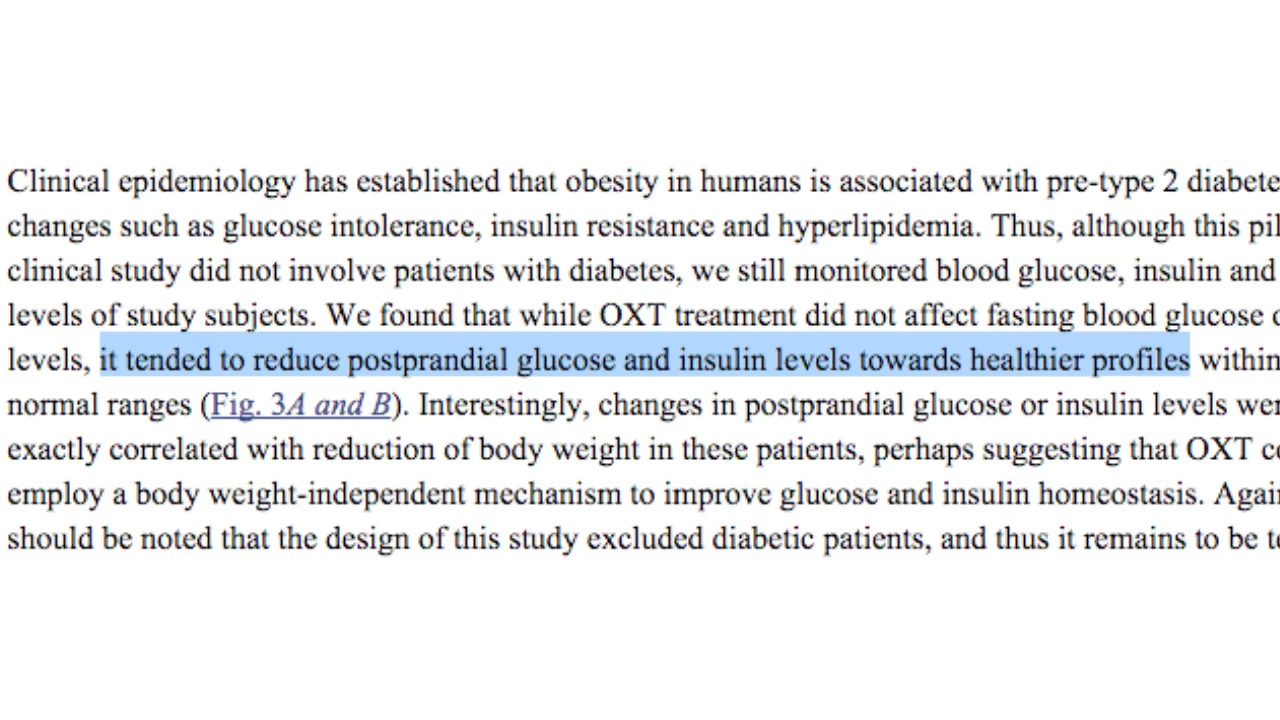 Clinical epidemiology has established that obesity in humans is associated with pre-type 2 diabete
changes such as glucose intolerance, insulin resistance and hyperlipidemia. Thus, although this pil
clinical study did not involve patients with diabetes, we still monitored blood glucose, insulin and
levels of study subjects. We found that while OXT treatment did not affect fasting blood glucose
levels, it tended to reduce postprandial glucose and insulin levels towards healthier profiles within
normal ranges (Fig. 3A and B). Interestingly, changes in postprandial glucose or insulin levels wer
exactly correlated with reduction of body weight in these patients, perhaps suggesting that OXT c
employ a body weight-independent mechanism to improve glucose and insulin homeostasis. Agai
should be noted that the design of this study excluded diabetic patients, and thus it remains to be t